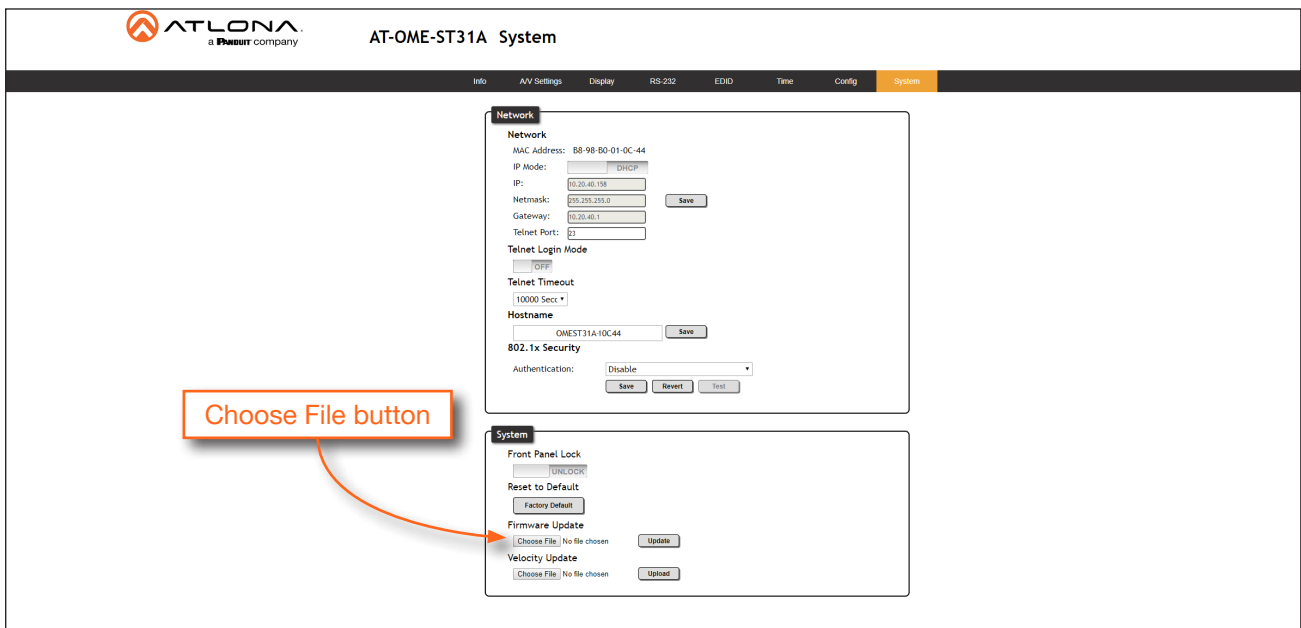 ATLONA.
a PANDUIT company
AT-OME-ST31A System
Info A/V Settings Display RS-232 EDID Time Config System
Network
Network
MAC Address: B8-98-B0-01-0C-44
IP Mode: DHCP
IP: 10.20.40.158
Netmask: 255.255.255.0 Save
Gateway: 10.20.40.1
Telnet Port: 23
Telnet Login Mode
OFF
Telnet Timeout
10000 Secc
Hostname
OMEST31A-10C44 Save
802.1x Security
Authentication: Disable
Save Revert Test
Choose File button
System
Front Panel Lock
UNLOCK
Reset to Default
Factory Default
Firmware Update
Choose File No file chosen Update
Velocity Update
Choose File No file chosen Upload